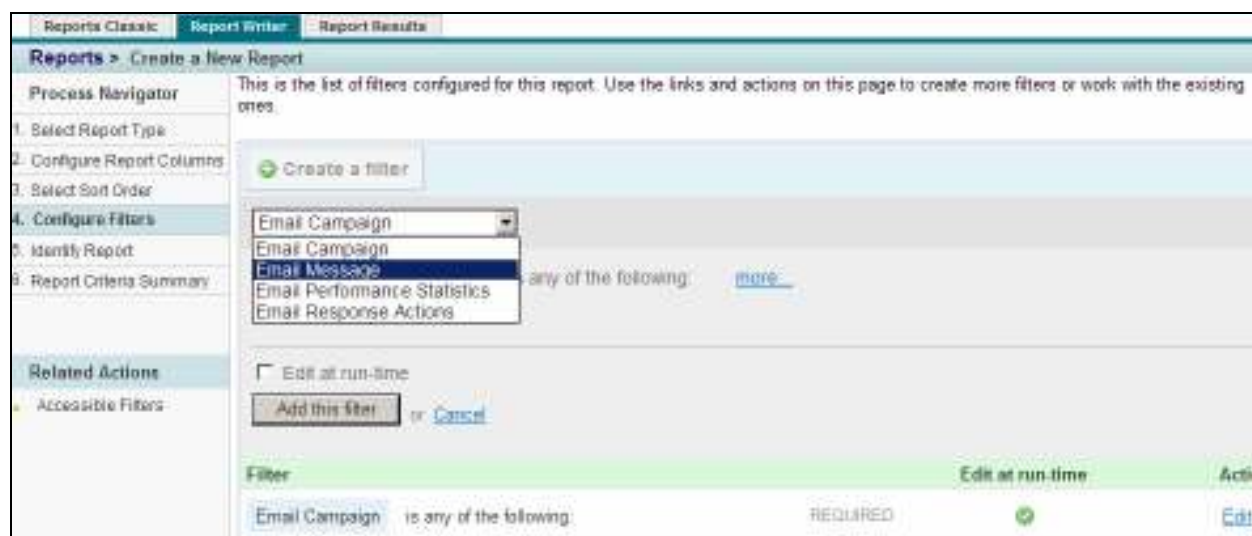 Reports Classic Report Writer Report Results
Reports > Create a New Report
Process Navigator
1. Select Report Type
2. Configure Report Columns
3. Select Sort Order
4. Configure Filters
5. Identify Report
6. Report Criteria Summary
Related Actions
Accessible Filters
This is the list of filters configured for this report. Use the links and actions on this page to create more filters or work with the existing
ones.
Create a filter
Email Campaign
Email Campaign
Email Message
Email Performance Statistics
Email Response Actions
any of the following: more...
Edit at run-time
Add this filter or Cancel
Filter Edit at run-time
Email Campaign is any of the following: REQUIRED Edit